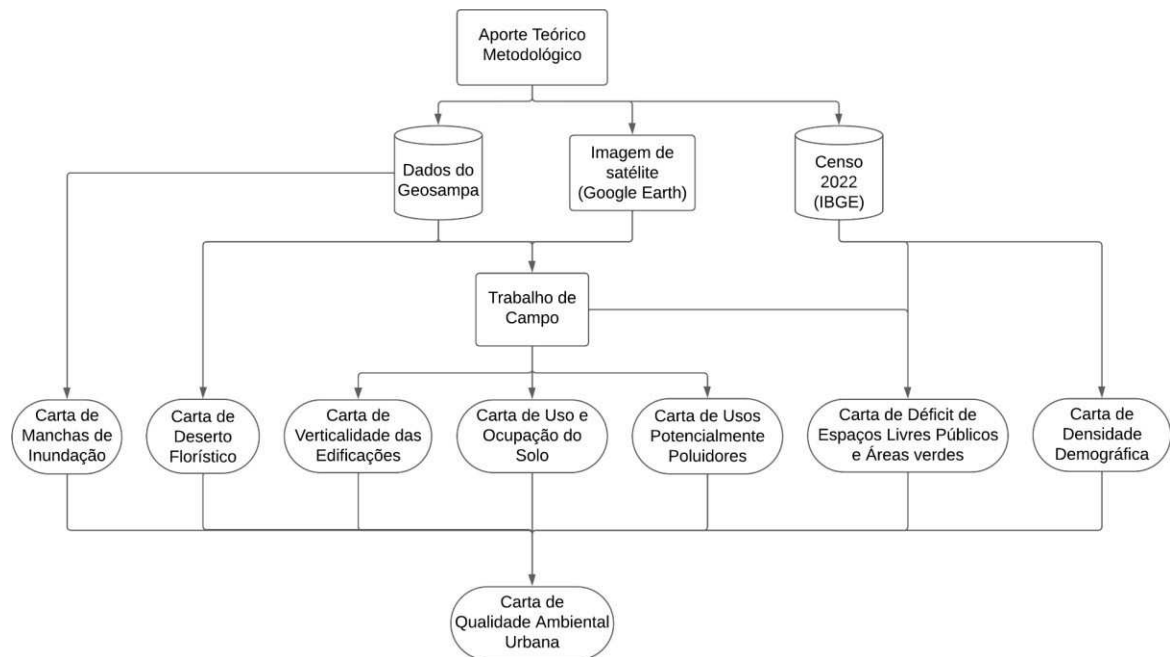 Aporte Teórico
Metodológico
Dados do
Geosampa
Imagem de
satélite
(Google Earth)
Censo
2022
(IBGE)
Trabalho de
Campo
Carta de
Manchas de
Inundação
Carta de
Deserto
Florístico
Carta de
Verticalidade das
Edificações
Carta de Uso e
Ocupação do
Solo
Carta de Usos
Potencialmente
Poluidores
Carta de Déficit de
Espaços Livres Públicos
e Áreas verdes
Carta de
Densidade
Demográfica
Carta de
Qualidade Ambiental
Urbana